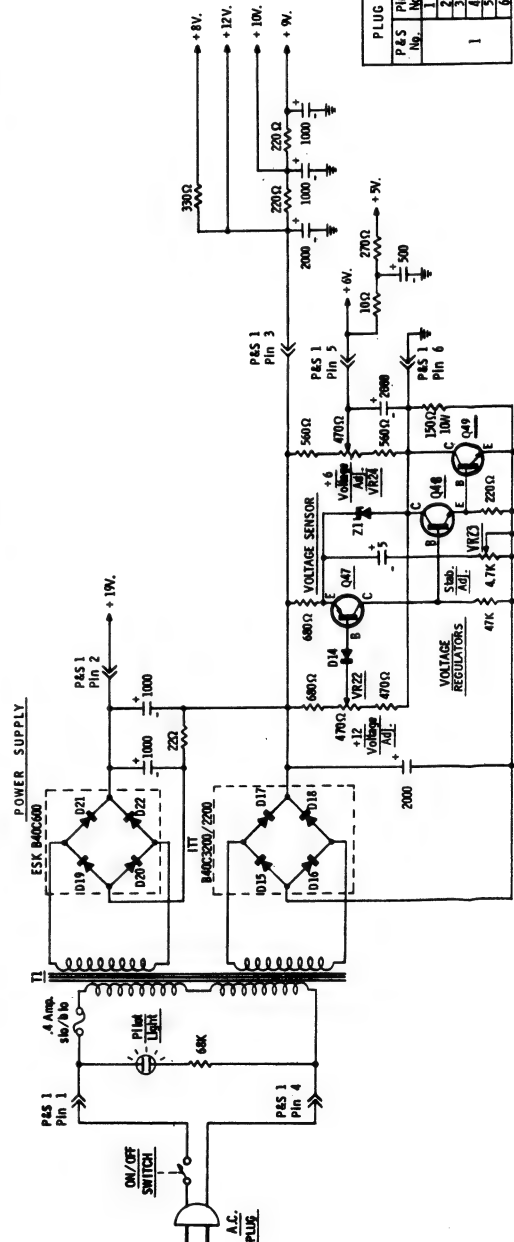 POWER SUPPLY
A.C.
PLUG
ON/OFF
SWITCH
P&S 1
Pin 1
P&S 1
Pin 4
.4 Amp.
slo/blo
Pilot
Light
68K
T1
ESK B40C600
D19
D21
D20
D22
ITT
B40C3200/2200
D15
D17
D16
D18
1000
22Ω
1000
P&S 1
Pin 2
+ 19V.
2000
680Ω
VR22
470Ω
+12
Voltage
Adj.
470Ω
D14
680Ω
VOLTAGE SENSOR
Q47
E
B
C
5
Z1
47K
VOLTAGE
REGULATORS
Stab.
Adj.
VR23
4.7K
Q48
C
B
E
220Ω
Q49
C
B
E
150Ω
10W
560Ω
470Ω
+6
Voltage
Adj.
VR24
560Ω
2000
P&S 1
Pin 3
P&S 1
Pin 5
P&S 1
Pin 6
+ 6V.
10Ω
270Ω
500
+ 5V.
2000
220Ω
1000
220Ω
1000
330Ω
+ 8V.
+ 12V.
+ 10V.
+ 9V.
PLUG
P&S
No.
1
1
2
3
4
5